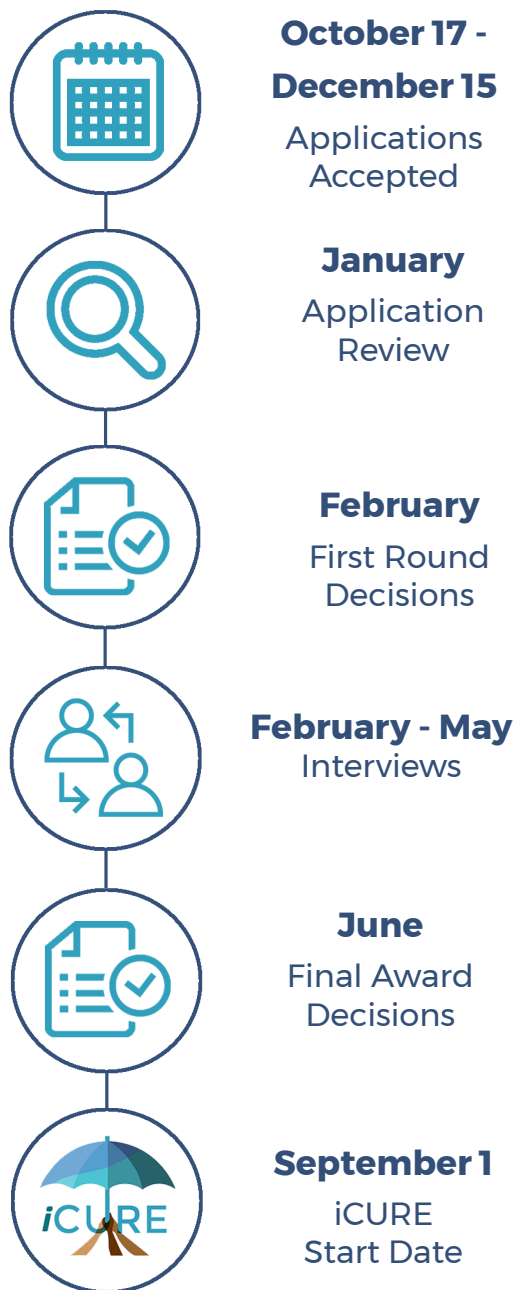 October 17 -
December 15
Applications
Accepted
January
Application
Review
February
First Round
Decisions
February - May
Interviews
June
Final Award
Decisions
iCURE
September 1
iCURE
Start Date